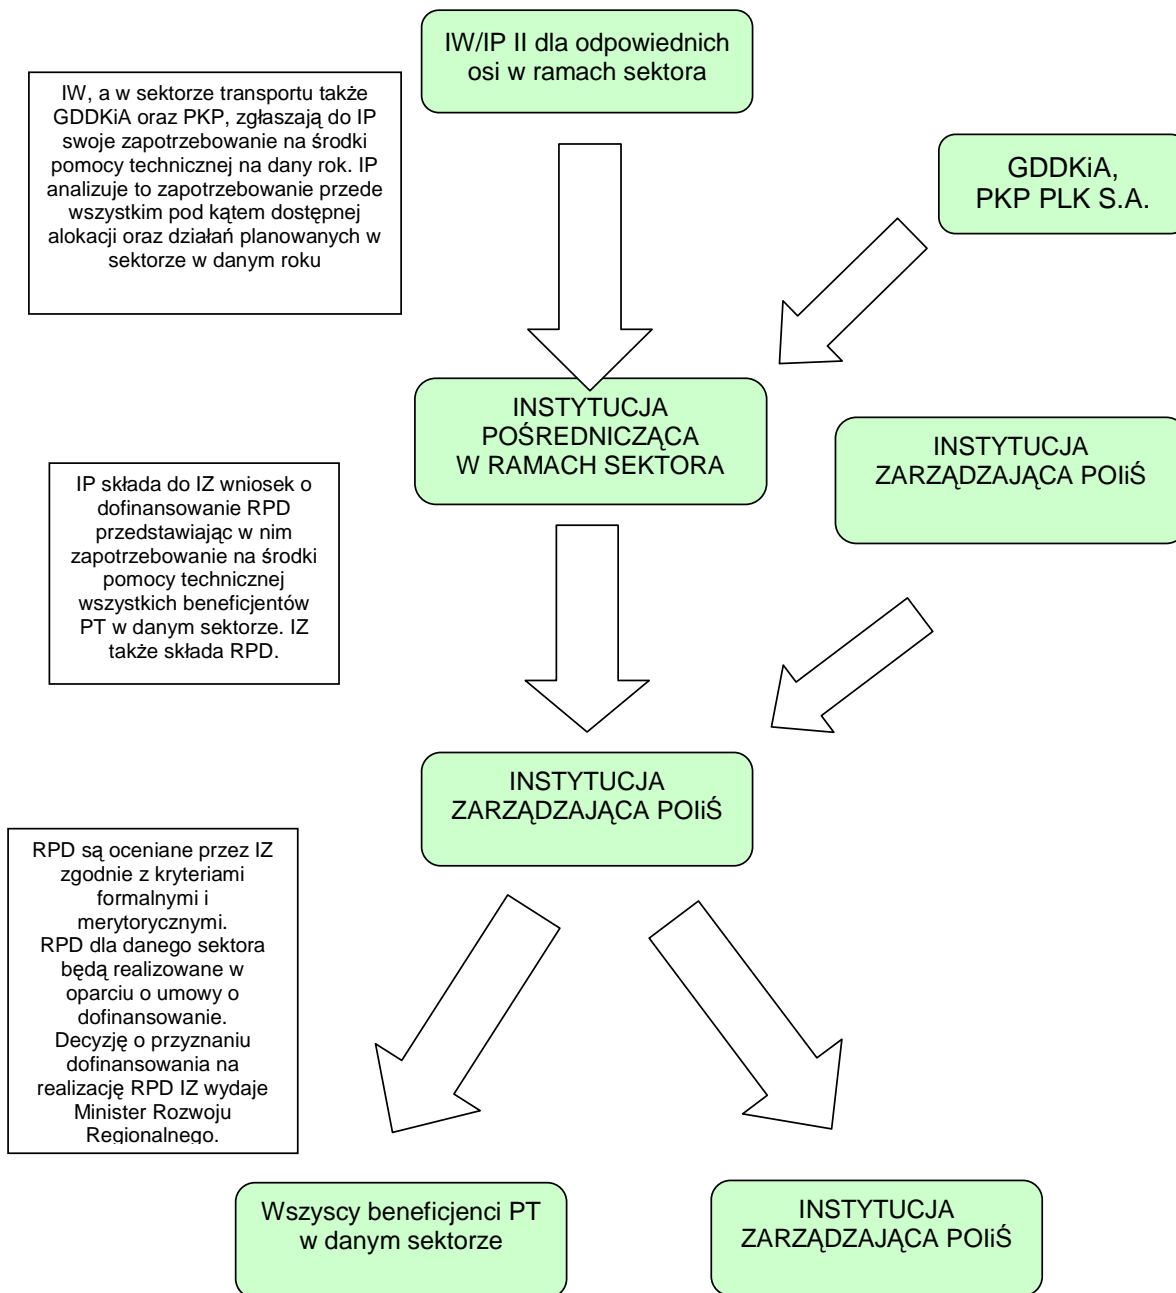 IW/IP II dla odpowiednich
osi w ramach sektora
IW, a w sektorze transportu także
GDDKiA oraz PKP, zgłaszają do IP
swoje zapotrzebowanie na środki
pomocy technicznej na dany rok. IP
analizuje to zapotrzebowanie przede
wszystkim pod kątem dostępnej
alokacji oraz działań planowanych w
sektorze w danym roku
GDDKiA,
PKP PLK S.A.
INSTYTUCJA
POŚREDNICZĄCA
W RAMACH SEKTORA
INSTYTUCJA
ZARZĄDZAJĄCA POIiŚ
IP składa do IZ wniosek o
dofinansowanie RPD
przedstawiając w nim
zapotrzebowanie na środki
pomocy technicznej
wszystkich beneficjentów
PT w danym sektorze. IZ
także składa RPD.
INSTYTUCJA
ZARZĄDZAJĄCA POIiŚ
RPD są oceniane przez IZ
zgodnie z kryteriami
formalnymi i
merytorycznymi.
RPD dla danego sektora
będą realizowane w
oparciu o umowy o
dofinansowanie.
Decyzję o przyznaniu
dofinansowania na
realizację RPD IZ wydaje
Minister Rozwoju
Regionalnego.
Wszyscy beneficjenci PT
w danym sektorze
INSTYTUCJA
ZARZĄDZAJĄCA POIiŚ